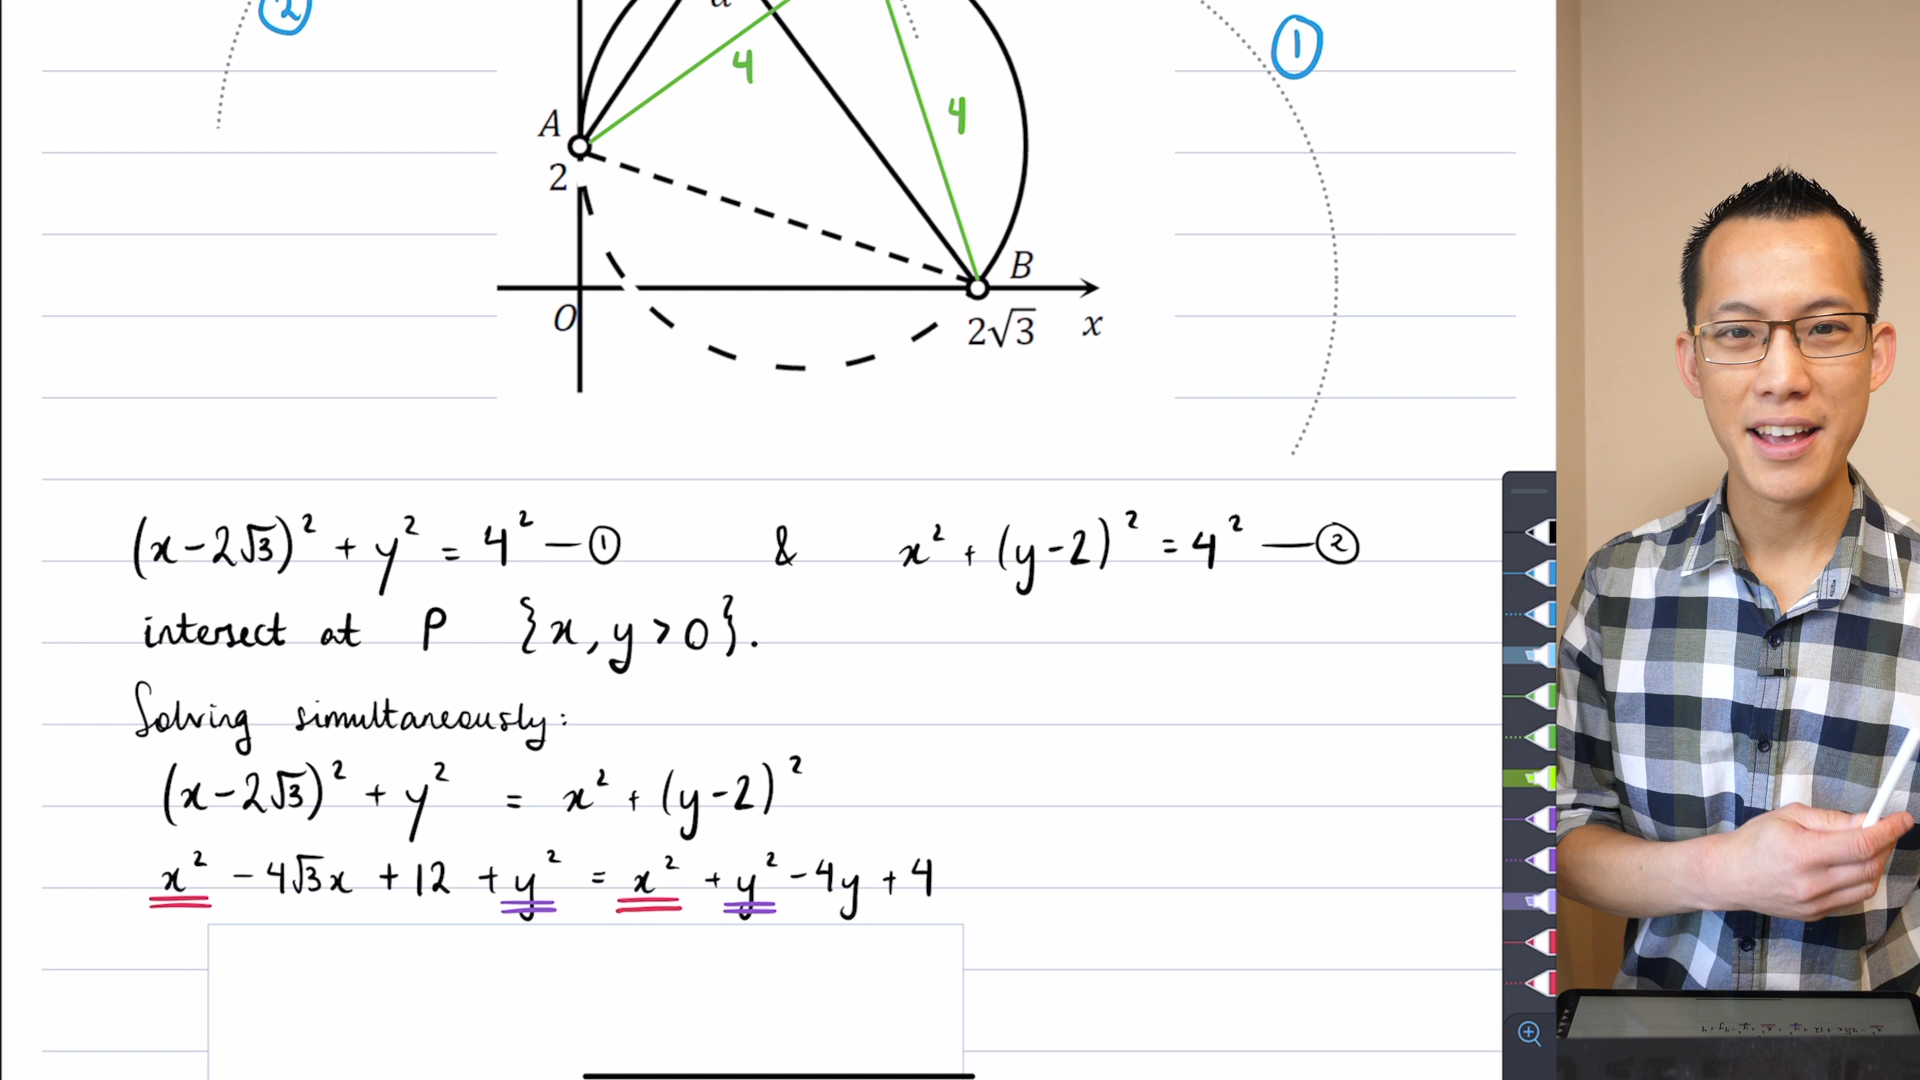 ②
①
4
4
A
2
B
O
2√3
x
(x-2√3)² + y² = 4² — ① & x² + (y-2)² = 4² — ②
intersect at P {x, y > 0}.
Solving simultaneously:
(x-2√3)² + y² = x² + (y-2)²
x² - 4√3x + 12 + y² = x² + y² - 4y + 4